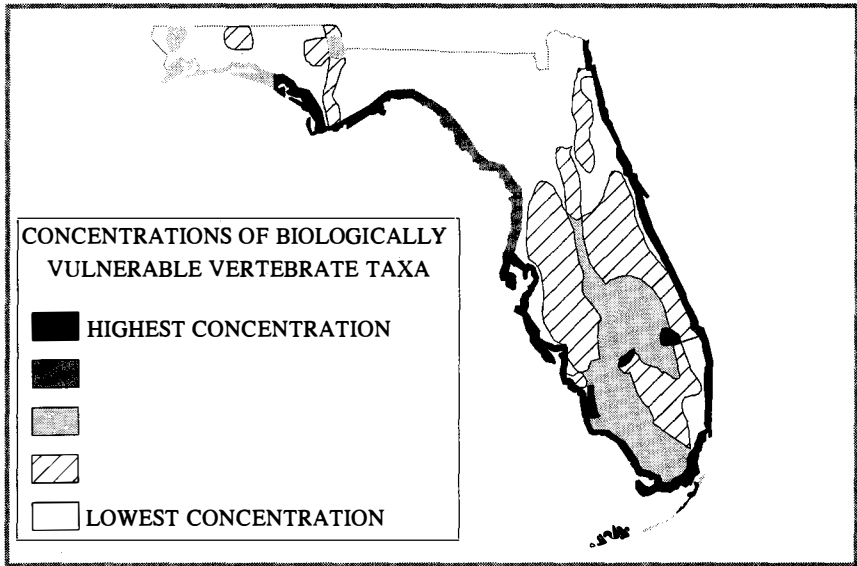 CONCENTRATIONS OF BIOLOGICALLY
VULNERABLE VERTEBRATE TAXA
HIGHEST CONCENTRATION
LOWEST CONCENTRATION